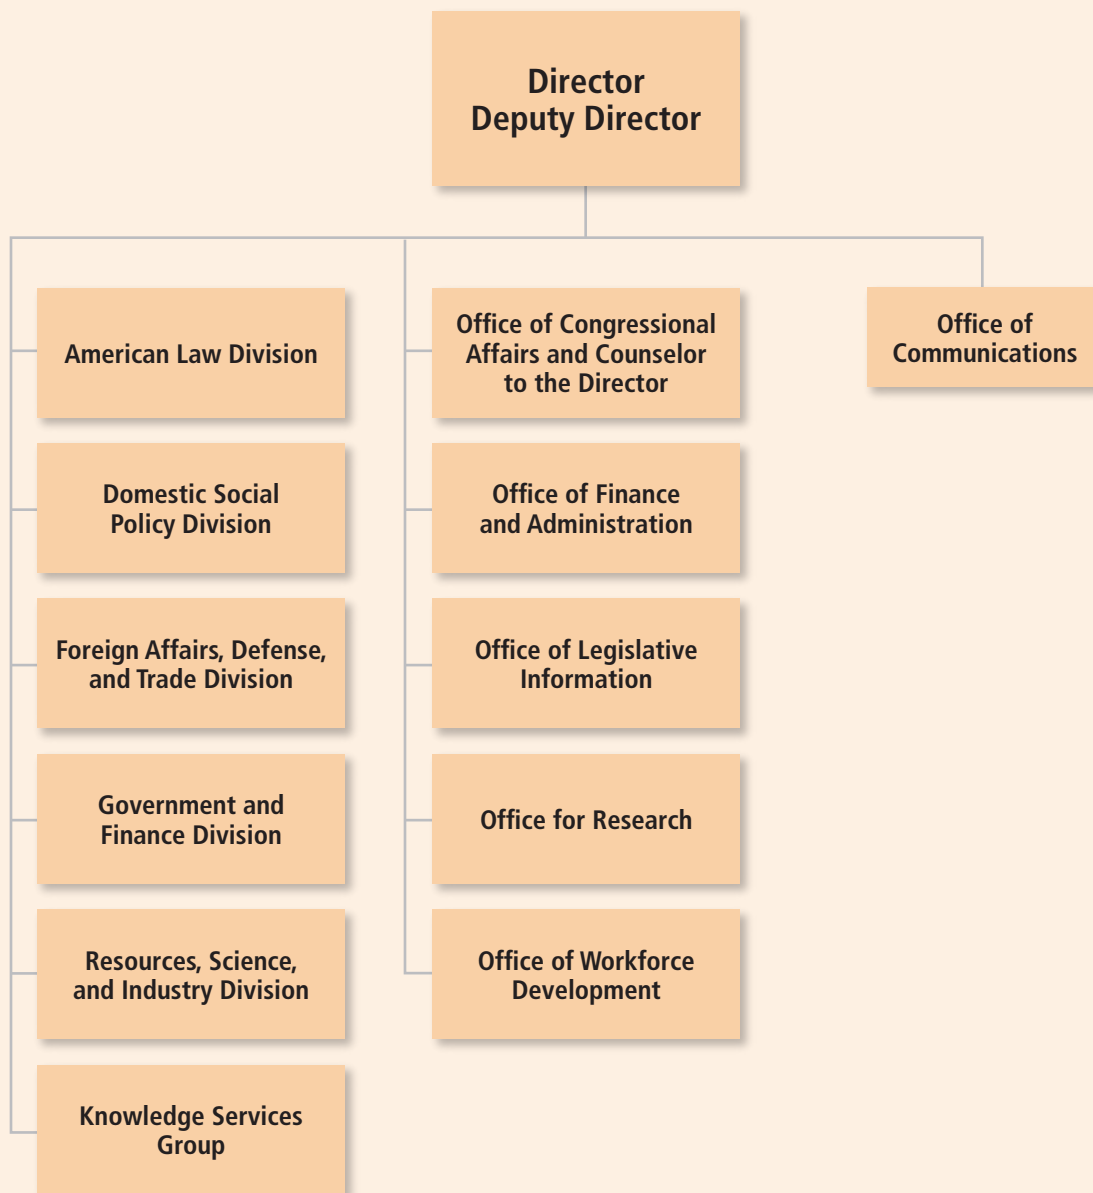 Director
Deputy Director
American Law Division
Domestic Social
Policy Division
Foreign Affairs, Defense,
and Trade Division
Government and
Finance Division
Resources, Science,
and Industry Division
Knowledge Services
Group
Office of Congressional
Affairs and Counselor
to the Director
Office of Finance
and Administration
Office of Legislative
Information
Office for Research
Office of Workforce
Development
Office of
Communications